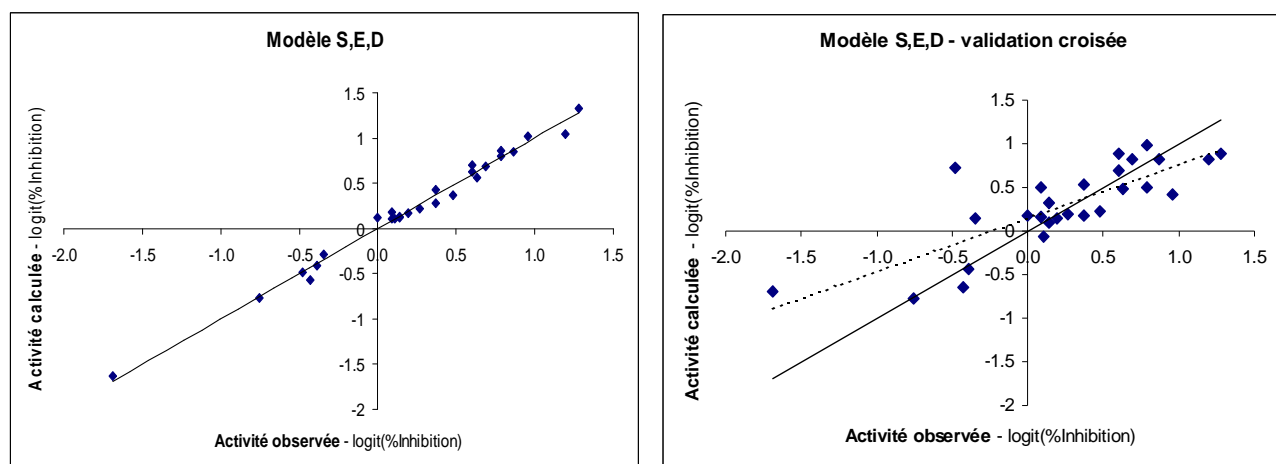 Modèle S,E,D
1.5
1
0.5
0
-2.0 -1.5 -1.0 -0.5 0.0 0.5 1.0 1.5
-0.5
-1
-1.5
-2
Activité calculée - logit(%Inhibition)
Activité observée - logit(%Inhibition)
Modèle S,E,D - validation croisée
1.5
1
0.5
0
-2.0 -1.5 -1.0 -0.5 0.0 0.5 1.0 1.5
-0.5
-1
-1.5
-2
Activité calculée - logit(%Inhibition)
Activité observée - logit(%Inhibition)